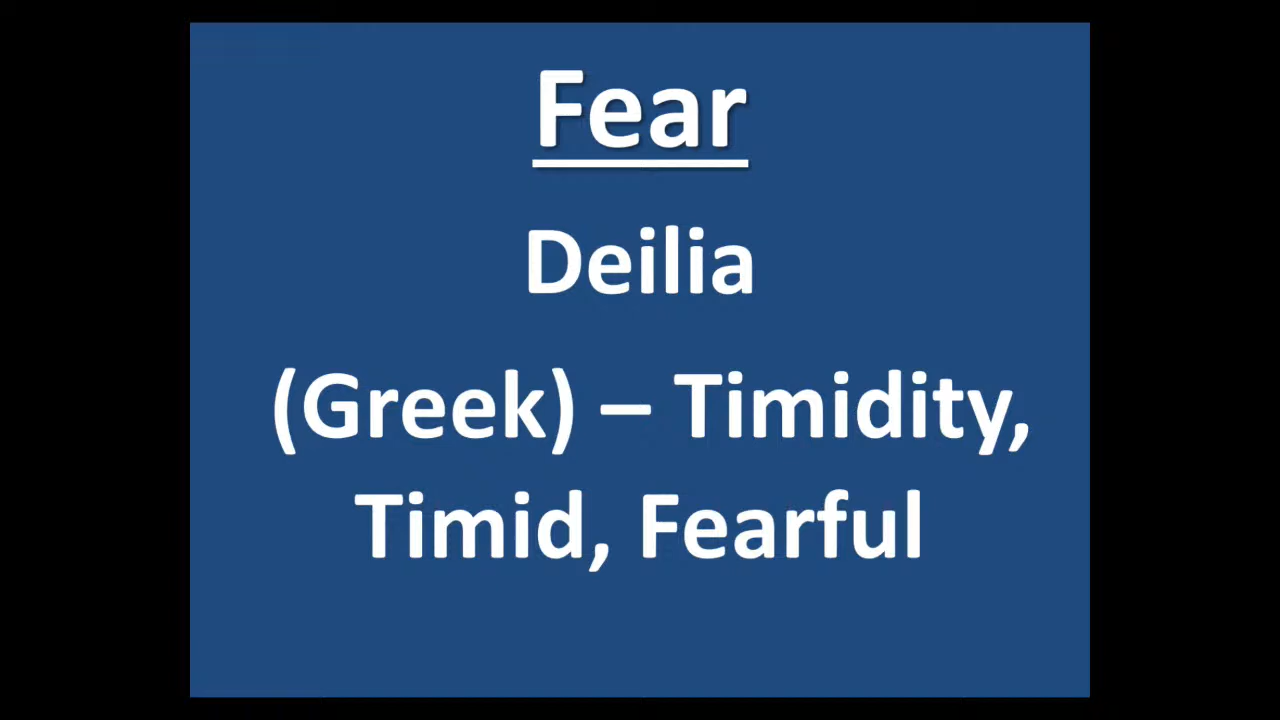 Fear
Deilia
(Greek) – Timidity,
Timid, Fearful